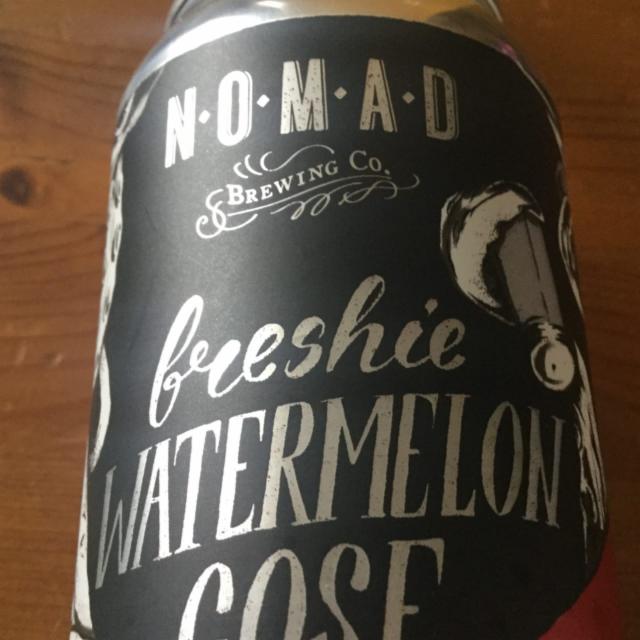 N·O·M·A·D
BREWING CO.
freshie
WATERMELON
GOSE